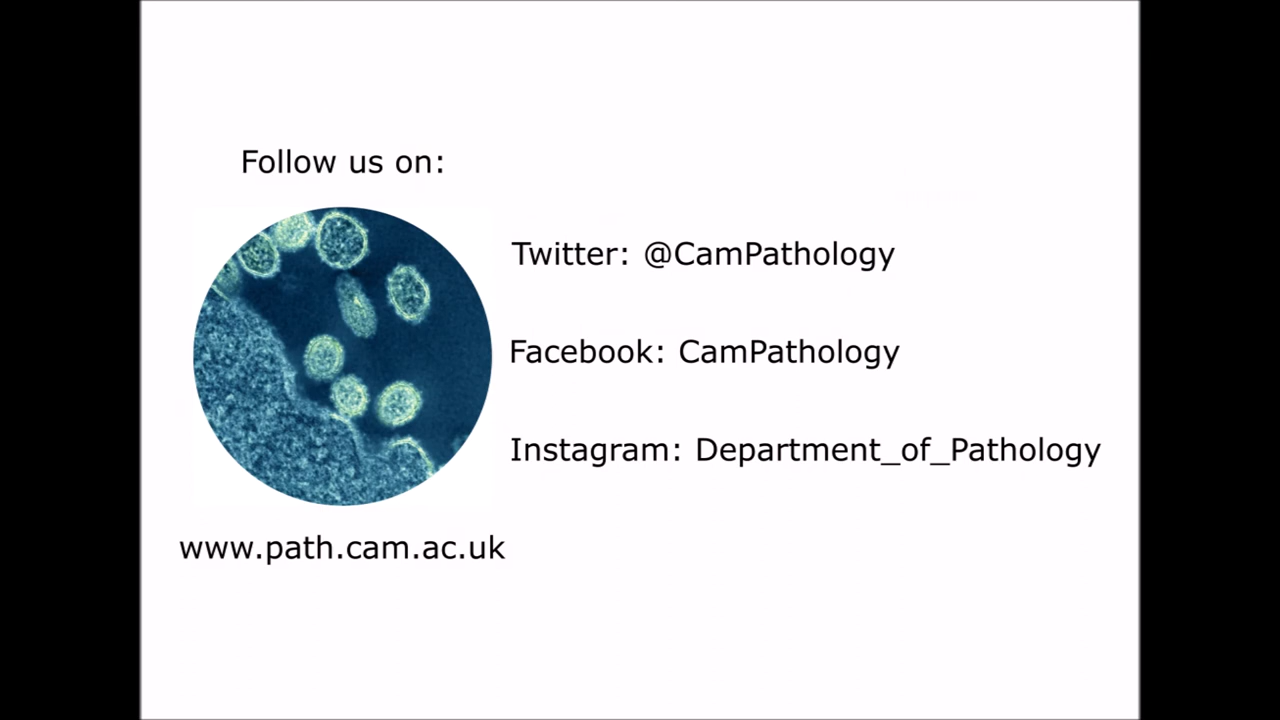 Follow us on:
Twitter: @CamPathology
Facebook: CamPathology
Instagram: Department_of_Pathology
www.path.cam.ac.uk